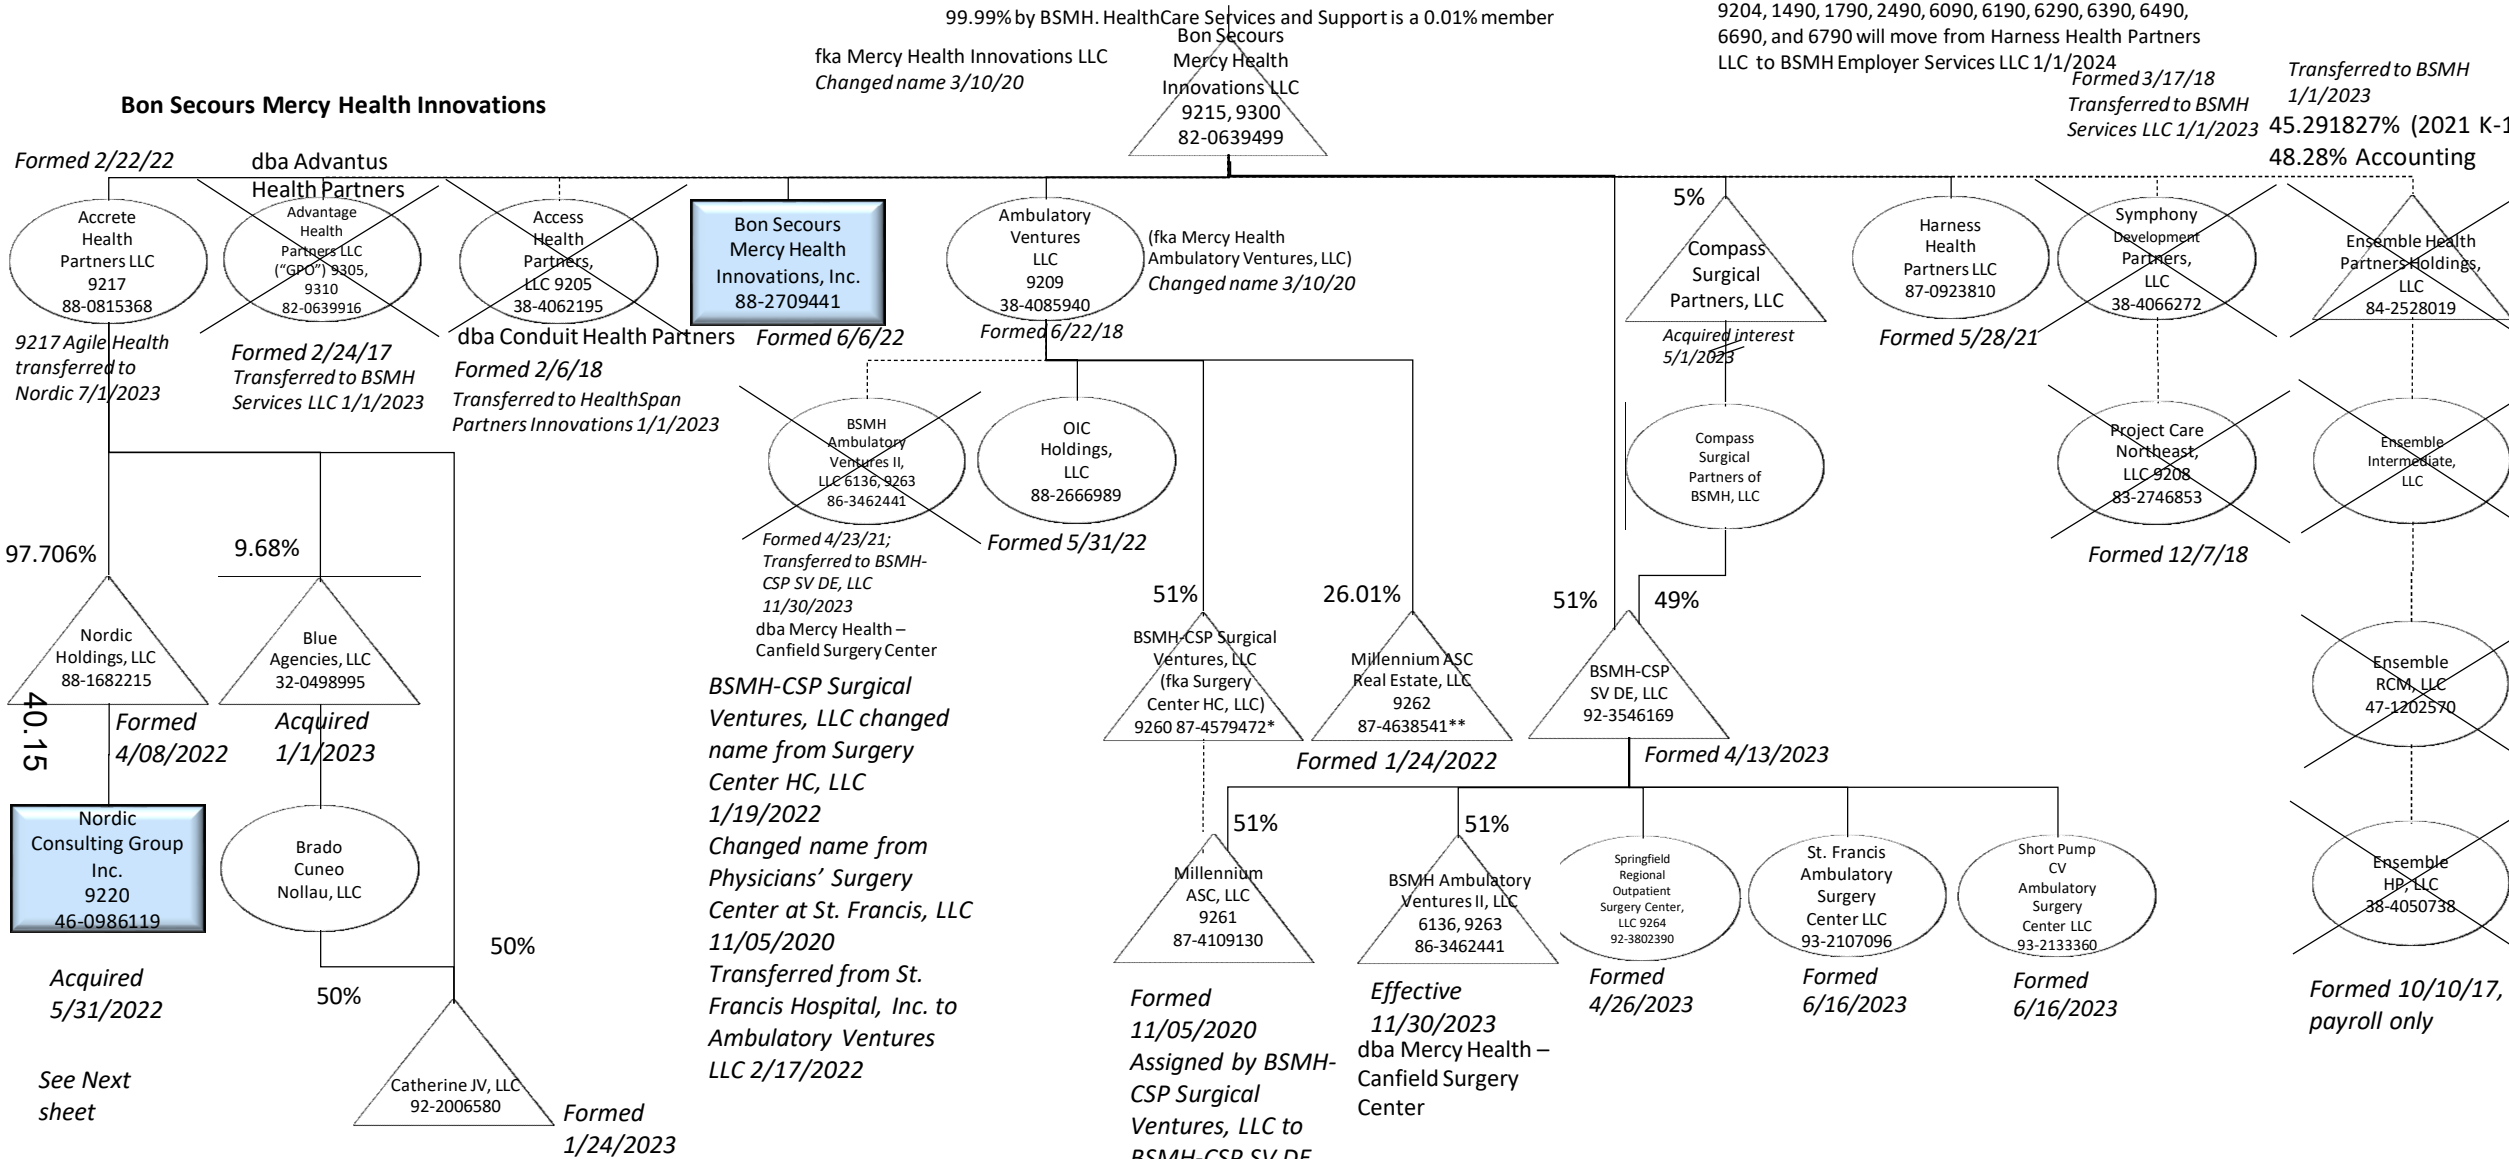 99.99% by BSMH. HealthCare Services and Support is a 0.01% member
9204, 1490, 1790, 2490, 6090, 6190, 6290, 6390, 6490,
6690, and 6790 will move from Harness Health Partners
LLC to BSMH Employer Services LLC 1/1/2024
fka Mercy Health Innovations LLC
Changed name 3/10/20
Bon Secours
Mercy Health
Innovations LLC
9215, 9300
82-0639499
Bon Secours Mercy Health Innovations
Formed 3/17/18
Transferred to BSMH
Services LLC 1/1/2023
Transferred to BSMH
1/1/2023
45.291827% (2021 K-1
48.28% Accounting
Formed 2/22/22
dba Advantus
Health Partners
Accrete
Health
Partners LLC
9217
88-0815368
Advantage
Health
Partners LLC
("GPO") 9305,
9310
82-0639916
Access
Health
Partners,
LLC 9205
38-4062195
Bon Secours
Mercy Health
Innovations, Inc.
88-2709441
Ambulatory
Ventures
LLC
9209
38-4085940
(fka Mercy Health
Ambulatory Ventures, LLC)
Changed name 3/10/20
5%
Compass
Surgical
Partners, LLC
Harness
Health
Partners LLC
87-0923810
Symphony
Development
Partners,
LLC
38-4066272
Ensemble Health
Partners Holdings,
LLC
84-2528019
9217 Agile Health
transferred to
Nordic 7/1/2023
Formed 2/24/17
Transferred to BSMH
Services LLC 1/1/2023
dba Conduit Health Partners
Formed 2/6/18
Transferred to HealthSpan
Partners Innovations 1/1/2023
Formed 6/6/22
Formed 6/22/18
Acquired interest
5/1/2023
Formed 5/28/21
BSMH
Ambulatory
Ventures II,
LLC 6136, 9263
86-3462441
OIC
Holdings,
LLC
88-2666989
Compass
Surgical
Partners of
BSMH, LLC
Project Care
Northeast,
LLC 9208
83-2746853
Ensemble
Intermediate,
LLC
Formed 4/23/21;
Transferred to BSMH-
CSP SV DE, LLC
11/30/2023
dba Mercy Health –
Canfield Surgery Center
Formed 5/31/22
Formed 12/7/18
97.706%
9.68%
51%
26.01%
51%
49%
Nordic
Holdings, LLC
88-1682215
Blue
Agencies, LLC
32-0498995
BSMH-CSP Surgical
Ventures, LLC
(fka Surgery
Center HC, LLC)
9260 87-4579472*
Millennium ASC
Real Estate, LLC
9262
87-4638541**
BSMH-CSP
SV DE, LLC
92-3546169
Ensemble
RCM, LLC
47-1202570
40.15
Formed
4/08/2022
Acquired
1/1/2023
Formed 1/24/2022
Formed 4/13/2023
BSMH-CSP Surgical
Ventures, LLC changed
name from Surgery
Center HC, LLC
1/19/2022
Changed name from
Physicians’ Surgery
Center at St. Francis, LLC
11/05/2020
Transferred from St.
Francis Hospital, Inc. to
Ambulatory Ventures
LLC 2/17/2022
Nordic
Consulting Group
Inc.
9220
46-0986119
Brado
Cuneo
Nollau, LLC
51%
Millennium
ASC, LLC
9261
87-4109130
51%
BSMH Ambulatory
Ventures II, LLC
6136, 9263
86-3462441
Springfield
Regional
Outpatient
Surgery Center,
LLC 9264
92-3802390
St. Francis
Ambulatory
Surgery
Center LLC
93-2107096
Short Pump
CV
Ambulatory
Surgery
Center LLC
93-2133360
Ensemble
HP, LLC
38-4050738
Acquired
5/31/2022
50%
50%
See Next
sheet
Catherine JV, LLC
92-2006580
Formed
1/24/2023
Formed
11/05/2020
Assigned by BSMH-
CSP Surgical
Ventures, LLC to
BSMH-CSP SV DE
Effective
11/30/2023
dba Mercy Health –
Canfield Surgery
Center
Formed
4/26/2023
Formed
6/16/2023
Formed
6/16/2023
Formed 10/10/17,
payroll only